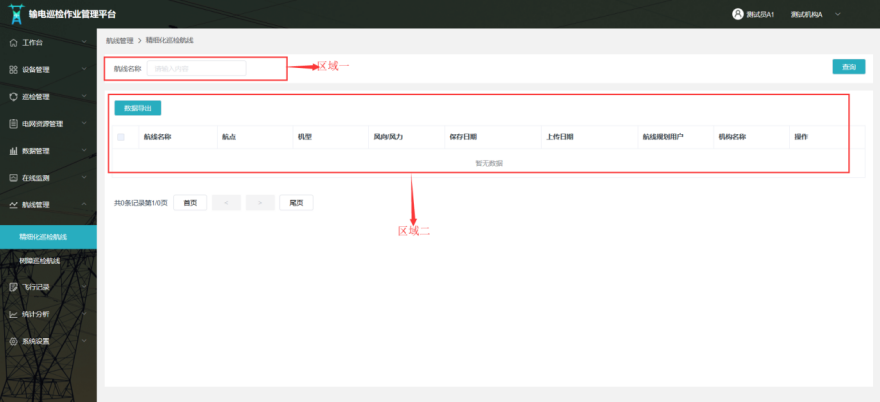 输电巡检作业管理平台
测试员A1 测试机构A
工作台
设备管理
巡检管理
电网资源管理
数据管理
在线监测
航线管理
精细化巡检航线
树障巡检航线
飞行记录
统计分析
系统设置
航线管理 > 精细化巡检航线
航线名称 请输入内容
区域一
查询
数据导出
航线名称 航点 机型 风向/风力 保存日期 上传日期 航线规划用户 机构名称 操作
暂无数据
共0条记录第1/0页 首页 < > 尾页
区域二